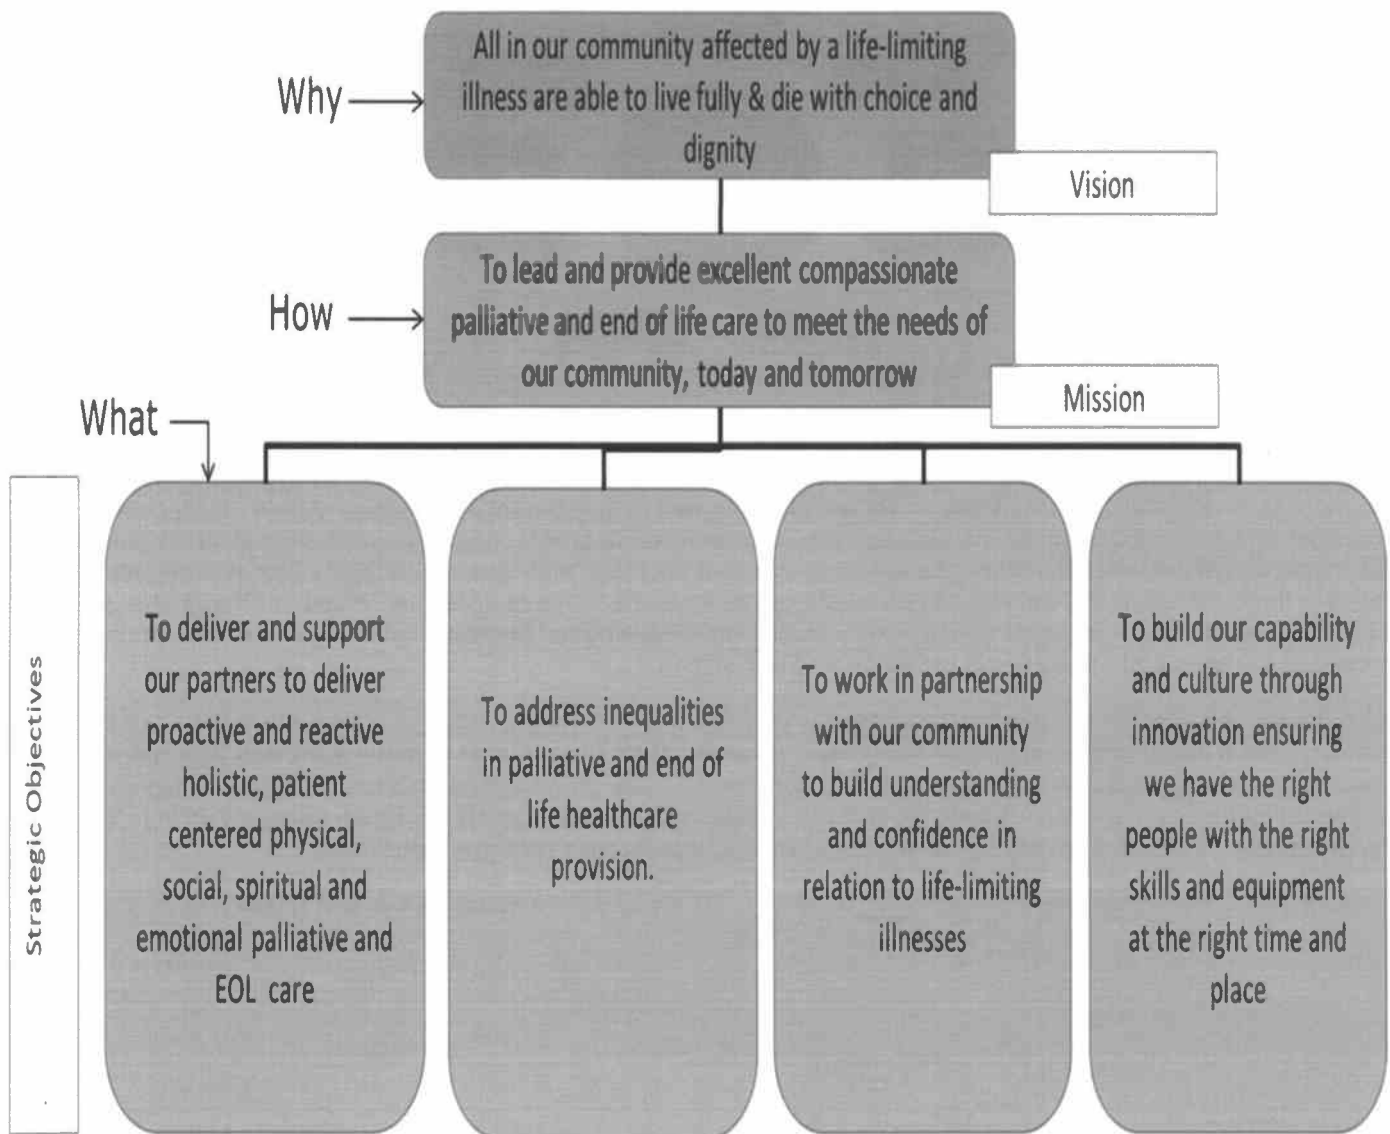 Why
All in our community affected by a life-limiting
illness are able to live fully & die with choice and
dignity
Vision
How
To lead and provide excellent compassionate
palliative and end of life care to meet the needs of
our community, today and tomorrow
Mission
What
Strategic Objectives
To deliver and support
our partners to deliver
proactive and reactive
holistic, patient
centered physical,
social, spiritual and
emotional palliative and
EOL care
To address inequalities
in palliative and end of
life healthcare
provision.
To work in partnership
with our community
to build understanding
and confidence in
relation to life-limiting
illnesses
To build our capability
and culture through
innovation ensuring
we have the right
people with the right
skills and equipment
at the right time and
place